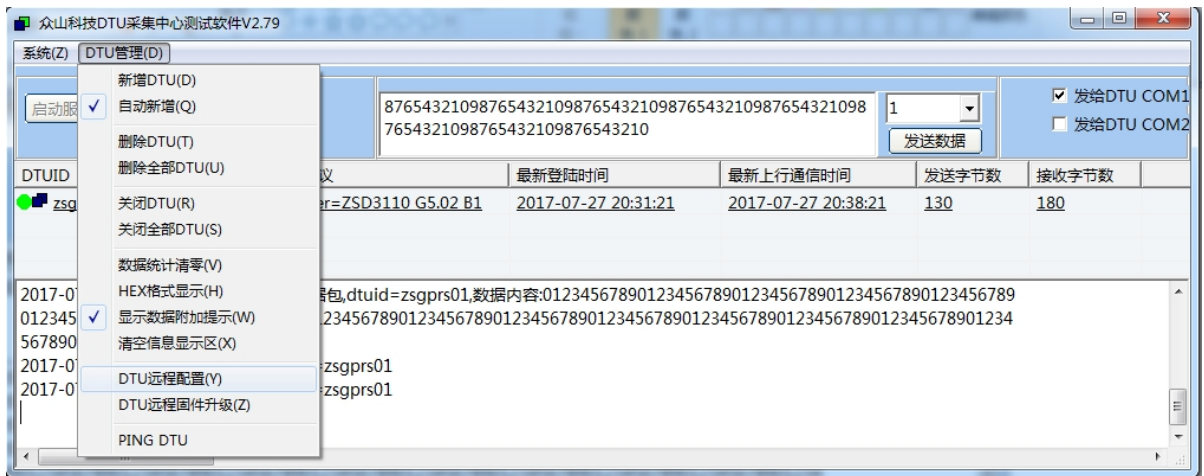 众山科技DTU采集中心测试软件V2.79
系统(Z) DTU管理(D)
新增DTU(D)
自动新增(Q)
删除DTU(T)
删除全部DTU(U)
关闭DTU(R)
关闭全部DTU(S)
数据统计清零(V)
HEX格式显示(H)
显示数据附加提示(W)
清空信息显示区(X)
DTU远程配置(Y)
DTU远程固件升级(Z)
PING DTU
启动服
876543210987654321098765432109876543210987654321098
7654321098765432109876543210
1
发送数据
发给DTU COM1
发给DTU COM2
DTUID 议 最新登陆时间 最新上行通信时间 发送字节数 接收字节数
zsg er=ZSD3110 G5.02 B1 2017-07-27 20:31:21 2017-07-27 20:38:21 130 180
2017-0 据包,dtuid=zsgprs01,数据内容:0123456789012345678901234567890123456789
012345 12345678901234567890123456789012345678901234567890123456789012345678901234
567890
2017-0 =zsgprs01
2017-0 =zsgprs01